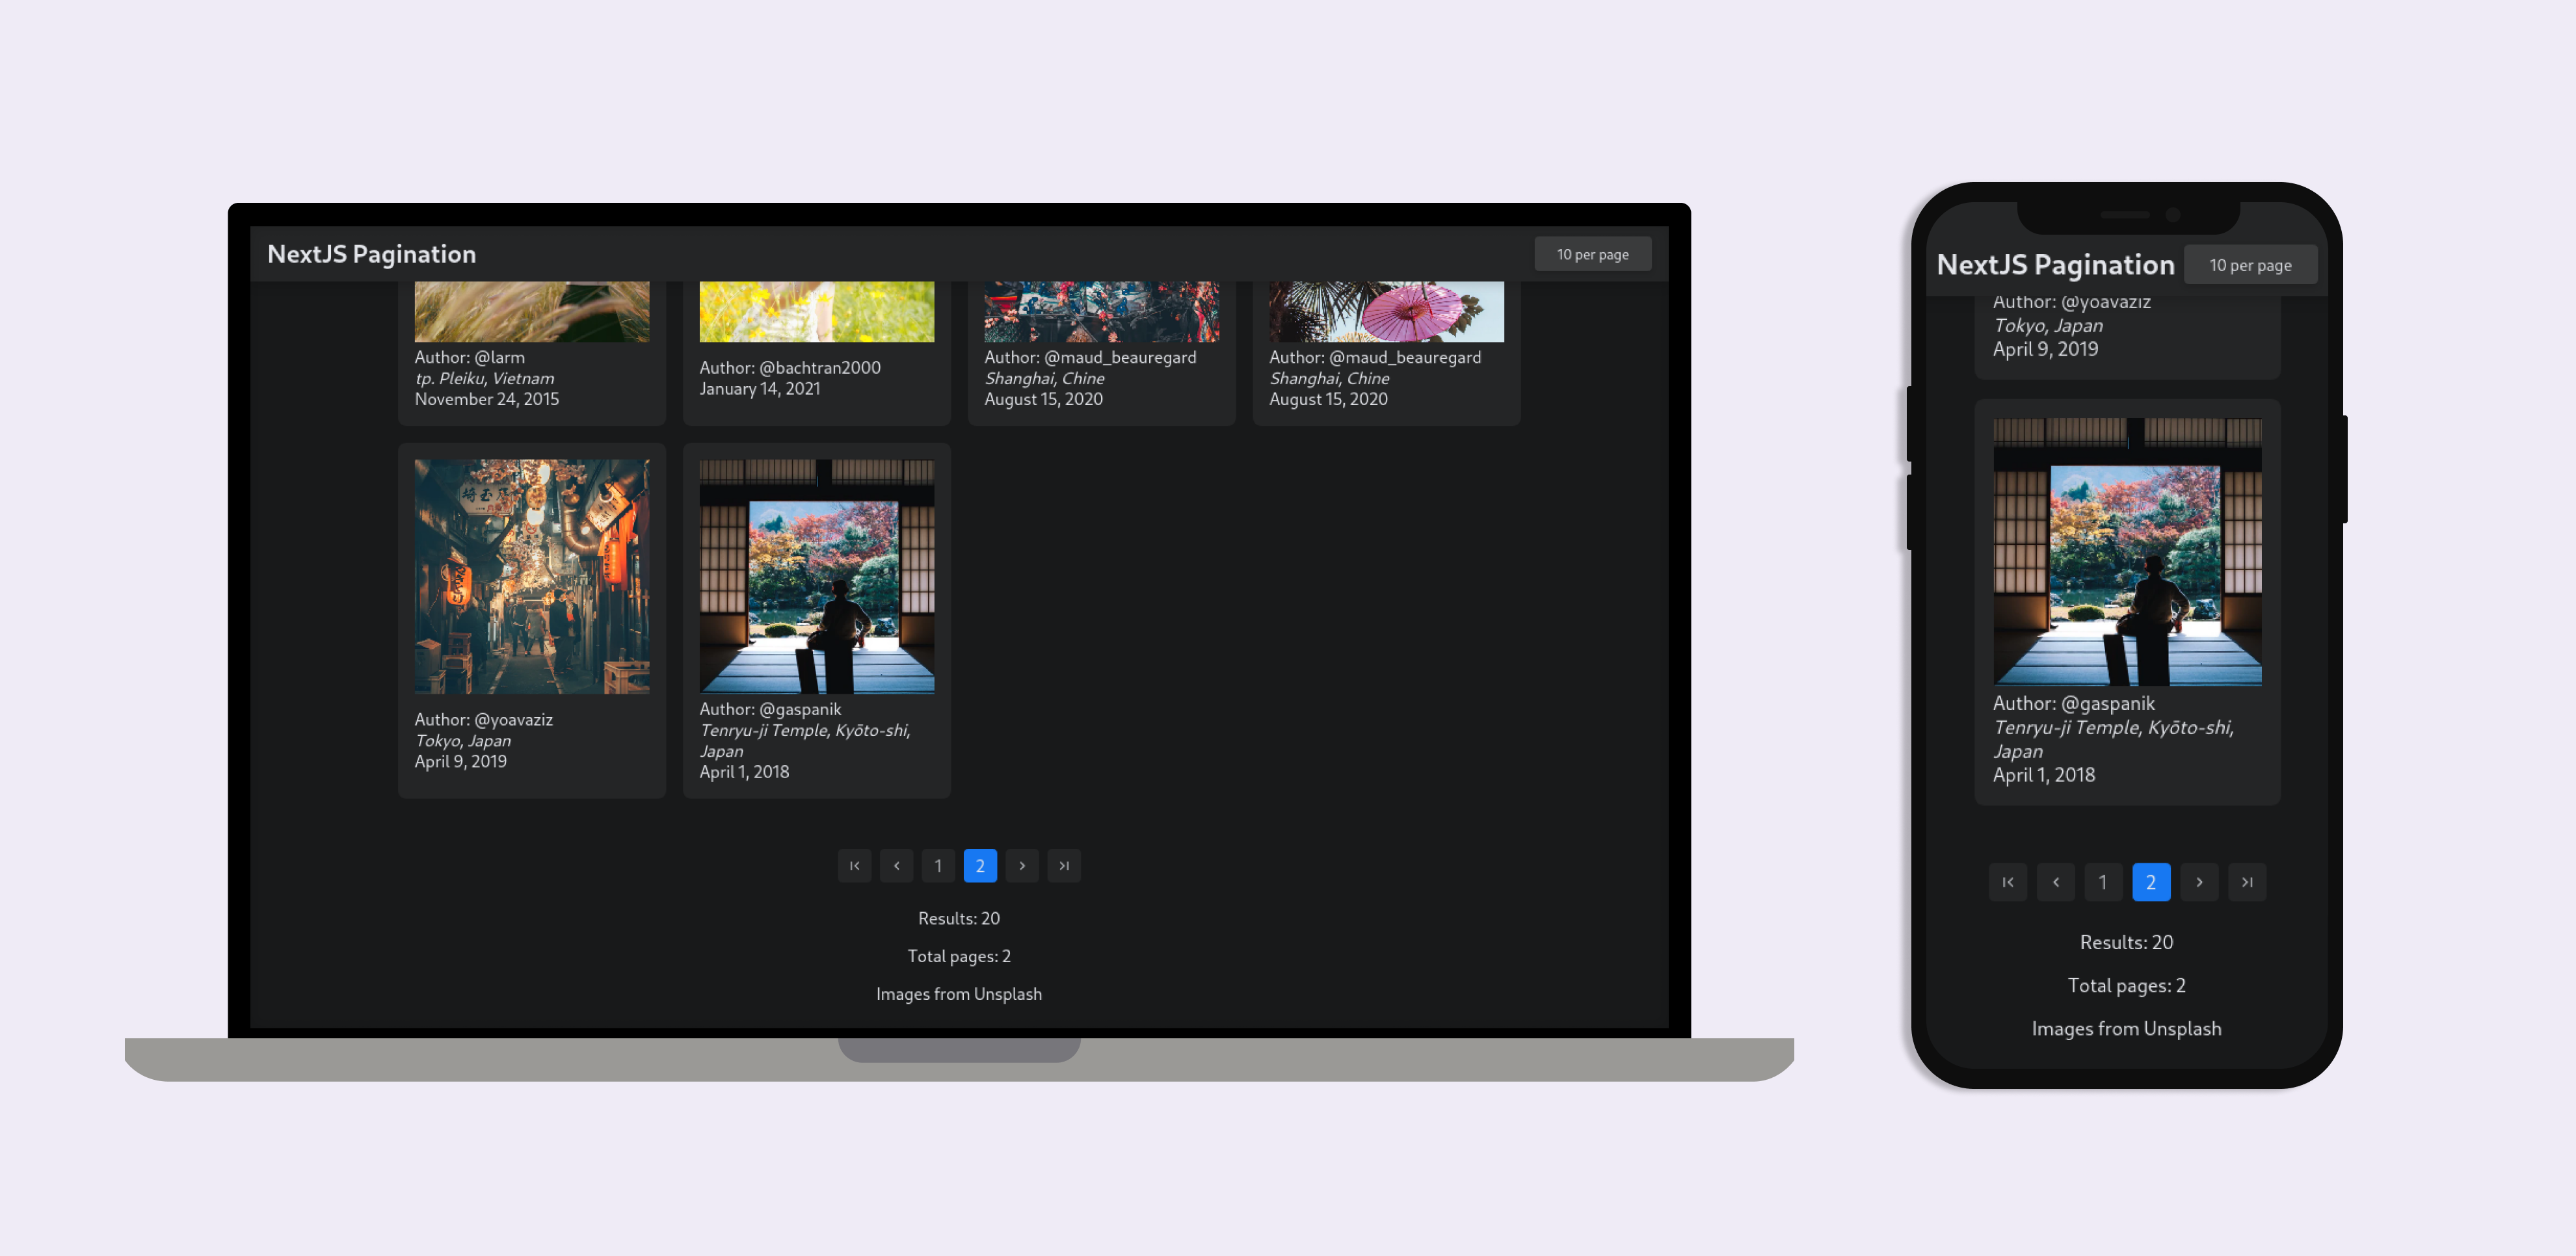 NextJS Pagination
10 per page
Author: @larm
tp. Pleiku, Vietnam
November 24, 2015
Author: @bachtran2000
January 14, 2021
Author: @maud_beauregard
Shanghai, Chine
August 15, 2020
Author: @maud_beauregard
Shanghai, Chine
August 15, 2020
Author: @yoavaziz
Tokyo, Japan
April 9, 2019
Author: @gaspanik
Tenryu-ji Temple, Kyōto-shi,
Japan
April 1, 2018
1 2
Results: 20
Total pages: 2
Images from Unsplash
NextJS Pagination
10 per page
Author: @yoavaziz
Tokyo, Japan
April 9, 2019
Author: @gaspanik
Tenryu-ji Temple, Kyōto-shi,
Japan
April 1, 2018
1 2
Results: 20
Total pages: 2
Images from Unsplash